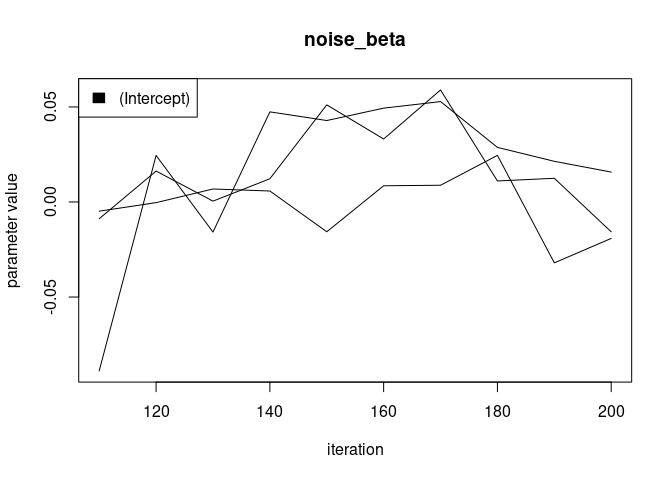 noise_beta
(Intercept)
0.05
0.00
-0.05
parameter value
120 140 160 180 200
iteration